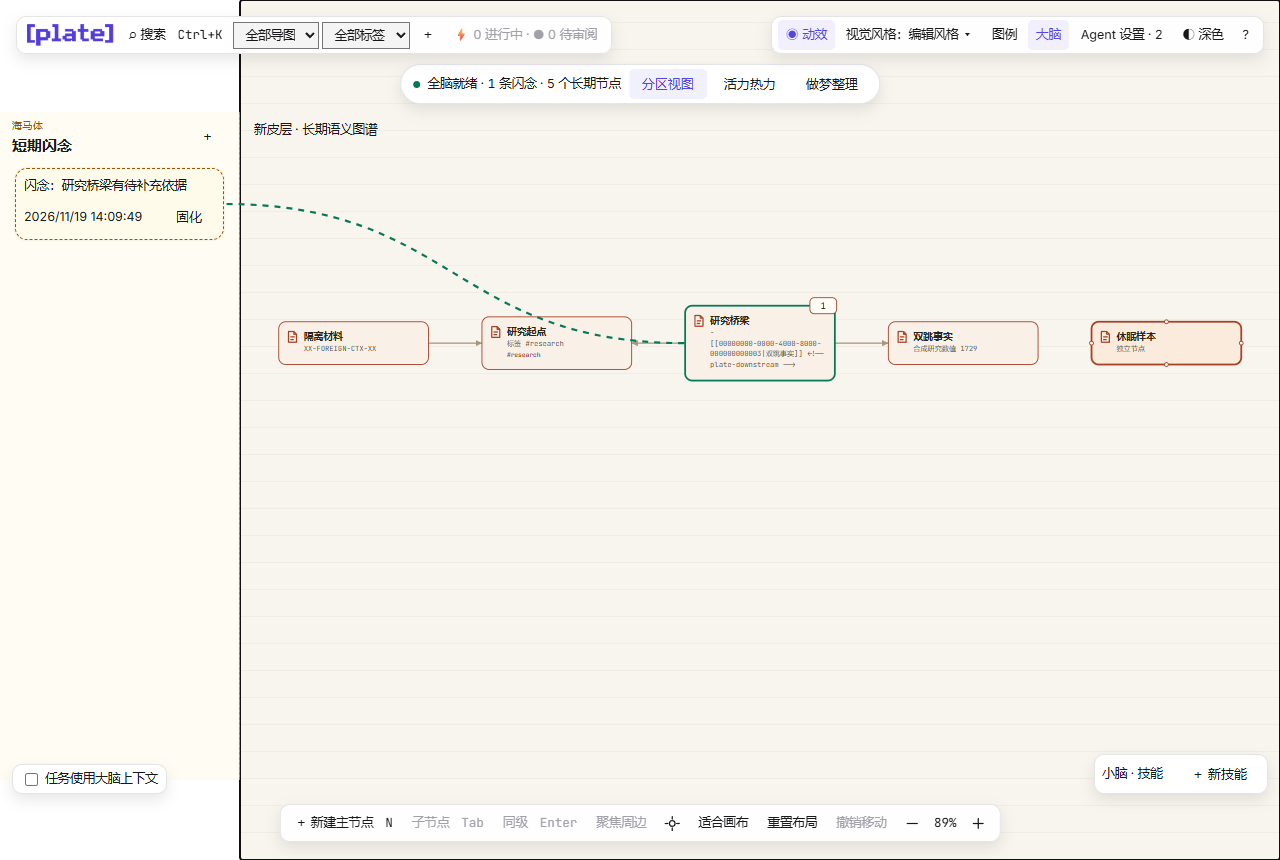 [plate] 搜索 Ctrl+K 全部导图 全部标签 + 0 进行中 · 0 待审阅
动效 视觉风格：编辑风格 图例 大脑 Agent 设置 · 2 深色 ?
全脑就绪 · 1 条闪念 · 5 个长期节点 分区视图 活力热力 做梦整理
海马体
短期闪念 +
闪念：研究桥梁有待补充依据
2026/11/19 14:09:49 固化
新皮层 · 长期语义图谱
隔离材料
XX-FOREIGN-CTX-XX
研究起点
标签 #research
#research
1
研究桥梁
-
[[00000000-0000-4000-8000-
000000000003|双跳事实]] <!--
plate-downstream -->
双跳事实
合成研究数值 1729
休眠样本
独立节点
任务使用大脑上下文
小脑 · 技能 + 新技能
+ 新建主节点 N 子节点 Tab 同级 Enter 聚焦周边 适合画布 重置布局 撤销移动 — 89% +